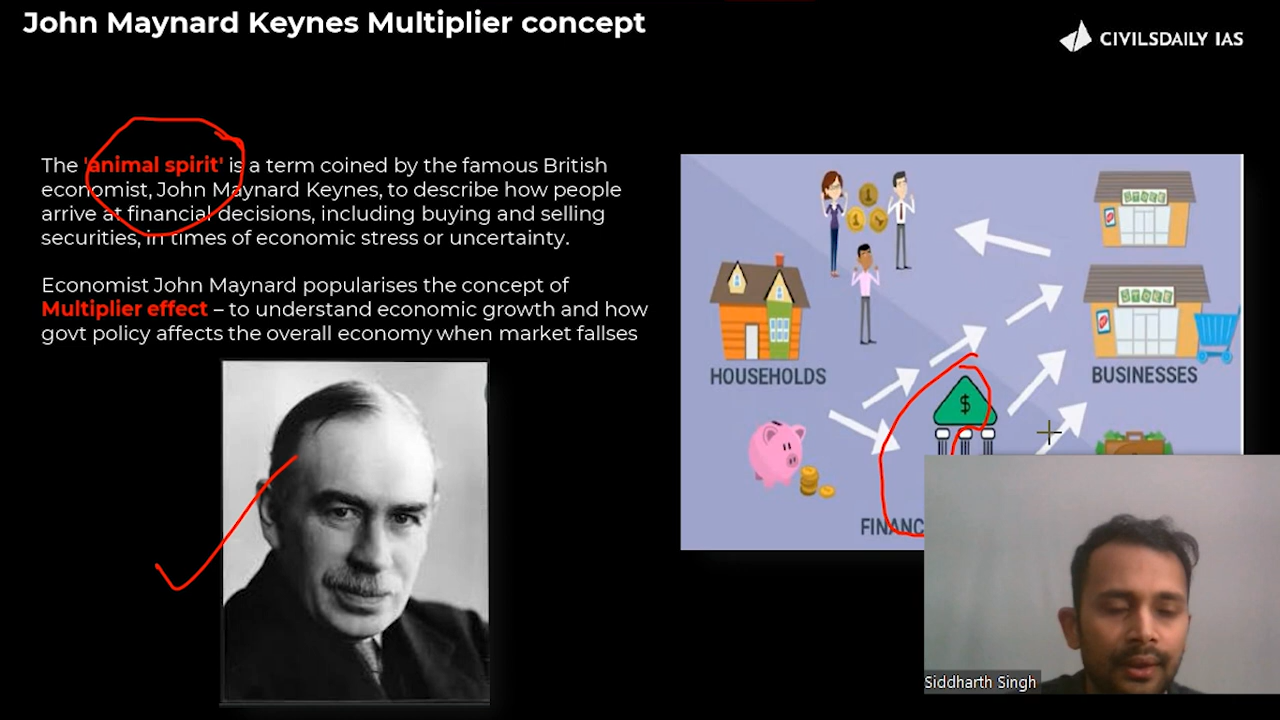 John Maynard Keynes Multiplier concept
CIVILSDAILY IAS
The 'animal spirit' is a term coined by the famous British
economist, John Maynard Keynes, to describe how people
arrive at financial decisions, including buying and selling
securities, in times of economic stress or uncertainty.
Economist John Maynard popularises the concept of
Multiplier effect – to understand economic growth and how
govt policy affects the overall economy when market fallses
STORE
STORE
HOUSEHOLDS
BUSINESSES
$
FINANC
Siddharth Singh